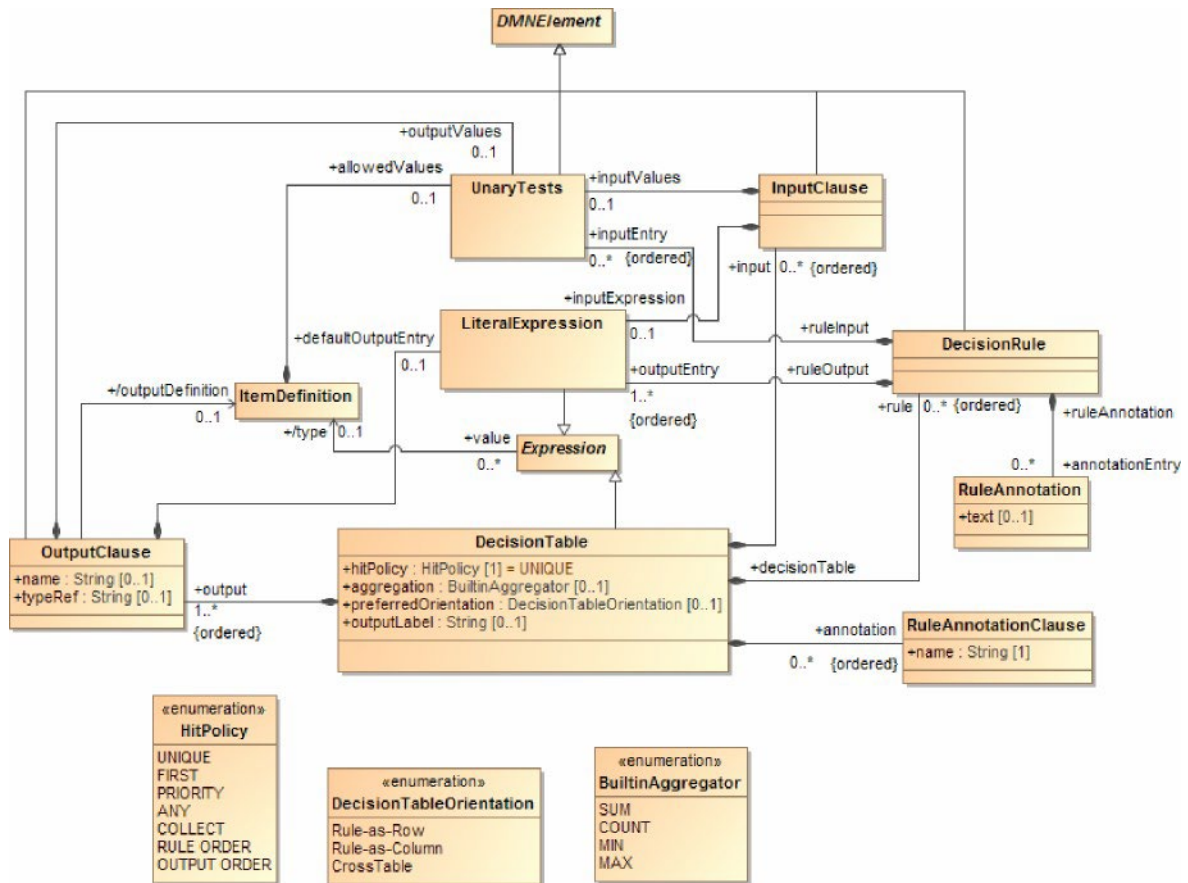 DMNElement
+outputValues
0..1
+allowedValues
0..1
UnaryTests
+inputValues
0..1
InputClause
+inputEntry
0..* {ordered}
+input 0..* {ordered}
+inputExpression
0..1
LiteralExpression
+defaultOutputEntry
0..1
+ruleInput
DecisionRule
+outputEntry
1..*
{ordered}
+ruleOutput
+rule 0..* {ordered}
+/outputDefinition
0..1
ItemDefinition
+/type 0..1
+value
0..*
Expression
+ruleAnnotation
0..* +annotationEntry
RuleAnnotation
+text [0..1]
OutputClause
+name : String [0..1]
+typeRef : String [0..1]
+output
1..*
{ordered}
DecisionTable
+hitPolicy : HitPolicy [1] = UNIQUE
+aggregation : BuiltinAggregator [0..1]
+preferredOrientation : DecisionTableOrientation [0..1]
+outputLabel : String [0..1]
+decisionTable
+annotation
0..* {ordered}
RuleAnnotationClause
+name : String [1]
«enumeration»
HitPolicy
UNIQUE
FIRST
PRIORITY
ANY
COLLECT
RULE ORDER
OUTPUT ORDER
«enumeration»
DecisionTableOrientation
Rule-as-Row
Rule-as-Column
CrossTable
«enumeration»
BuiltinAggregator
SUM
COUNT
MIN
MAX